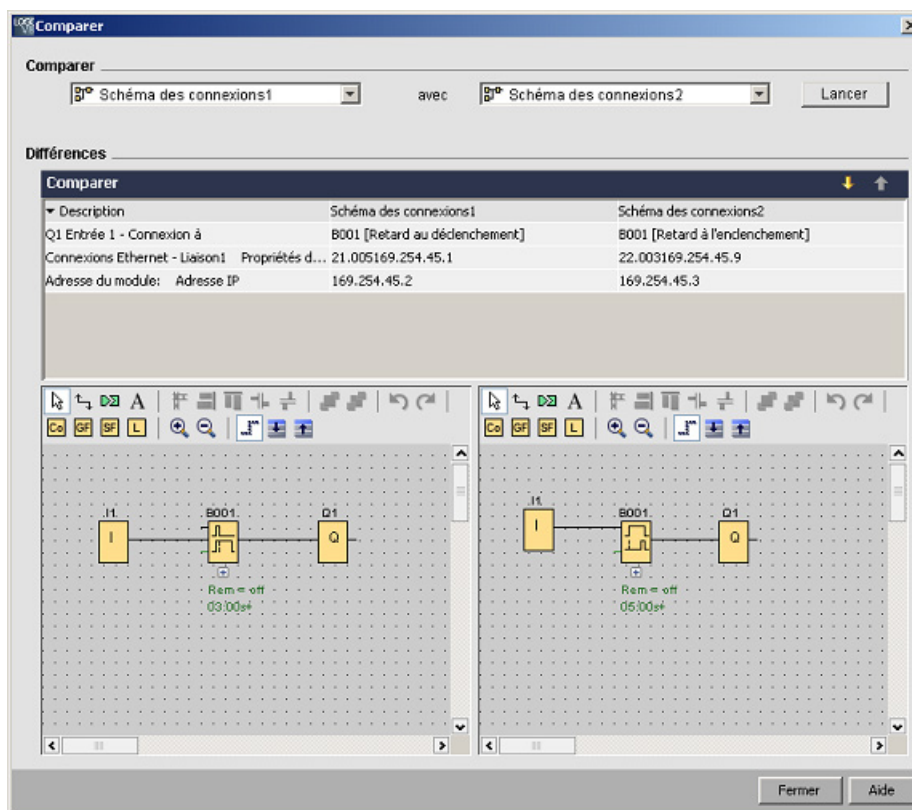 Comparer
Comparer
Schéma des connexions1 avec Schéma des connexions2 Lancer
Différences
Comparer
Description Schéma des connexions1 Schéma des connexions2
Q1 Entrée 1 - Connexion à B001 [Retard au déclenchement] B001 [Retard à l'enclenchement]
Connexions Ethernet - Liaison1 Propriétés d... 21.005169.254.45.1 22.003169.254.45.9
Adresse du module: Adresse IP 169.254.45.2 169.254.45.3
A
Co GF SF L
I1 B001 Q1
I Q
Rem = off
03:00s+
A
Co GF SF L
I1 B001 Q1
I Q
Rem = off
05:00s+
Fermer Aide